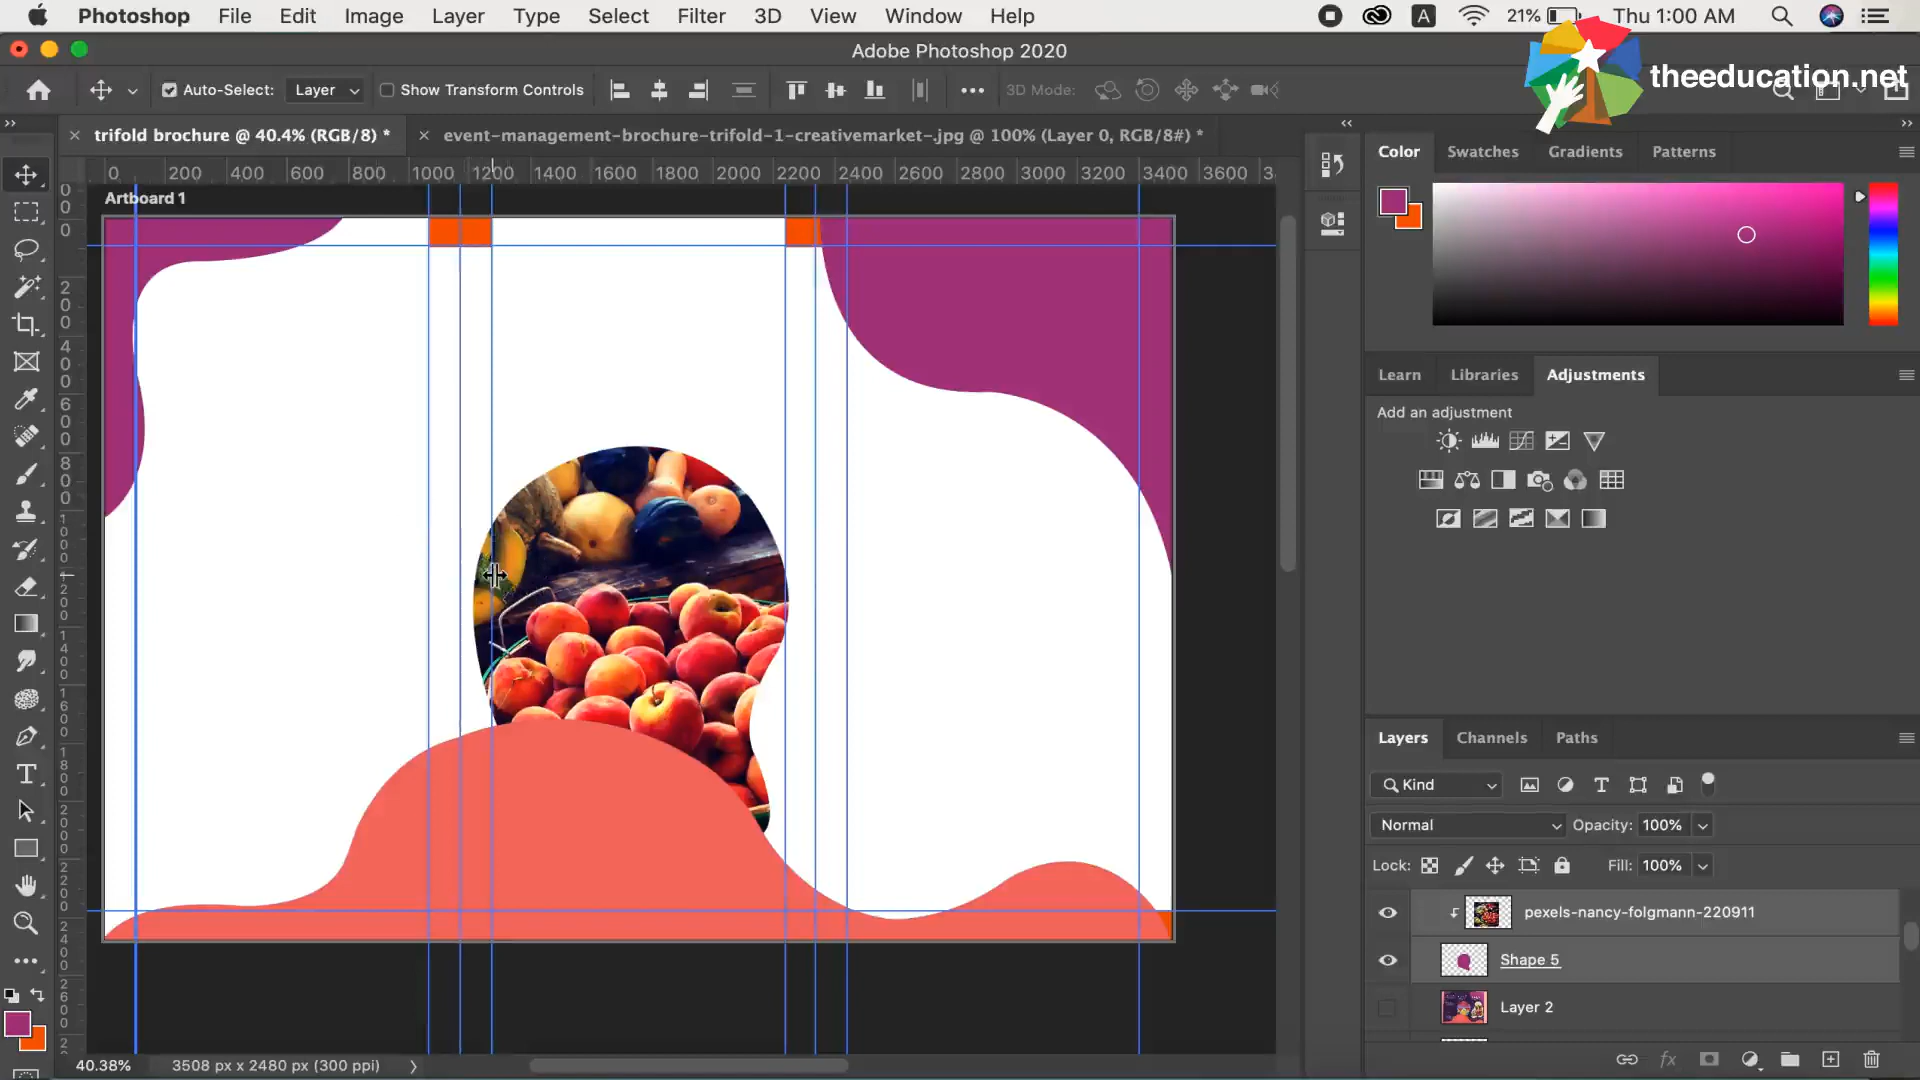 Photoshop File Edit Image Layer Type Select Filter 3D View Window Help A 21% Thu 1:00 AM
Adobe Photoshop 2020
theeducation.net
Auto-Select: Layer Show Transform Controls 3D Mode:
trifold brochure @ 40.4% (RGB/8) * event-management-brochure-trifold-1-creativemarket-.jpg @ 100% (Layer 0, RGB/8#) *
0 200 400 600 800 1000 1200 1400 1600 1800 2000 2200 2400 2600 2800 3000 3200 3400 3600
Artboard 1
Color Swatches Gradients Patterns
Learn Libraries Adjustments
Add an adjustment
Layers Channels Paths
Kind
Normal Opacity: 100%
Lock: Fill: 100%
pexels-nancy-folgmann-220911
Shape 5
Layer 2
fx
40.38% 3508 px x 2480 px (300 ppi)